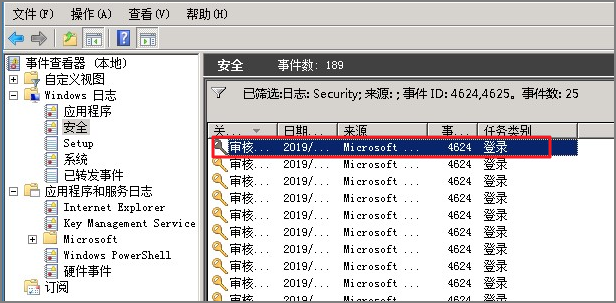 文件(F) 操作(A) 查看(V) 帮助(H)
事件查看器 (本地)
自定义视图
Windows 日志
应用程序
安全
Setup
系统
已转发事件
应用程序和服务日志
Internet Explorer
Key Management Service
Microsoft
Windows PowerShell
硬件事件
订阅
安全 事件数: 189
已筛选:日志: Security; 来源: ; 事件 ID: 4624,4625。事件数: 25
关... 日期... 来源 事... 任务类别
审核... 2019/... Microsoft ... 4624 登录
审核... 2019/... Microsoft ... 4624 登录
审核... 2019/... Microsoft ... 4624 登录
审核... 2019/... Microsoft ... 4624 登录
审核... 2019/... Microsoft ... 4624 登录
审核... 2019/... Microsoft ... 4624 登录
审核... 2019/... Microsoft ... 4624 登录
审核... 2019/... Microsoft ... 4624 登录
审核... 2019/... Microsoft ... 4624 登录